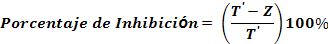 Porcentaje de Inhibición = ((T' − Z) / T') 100%